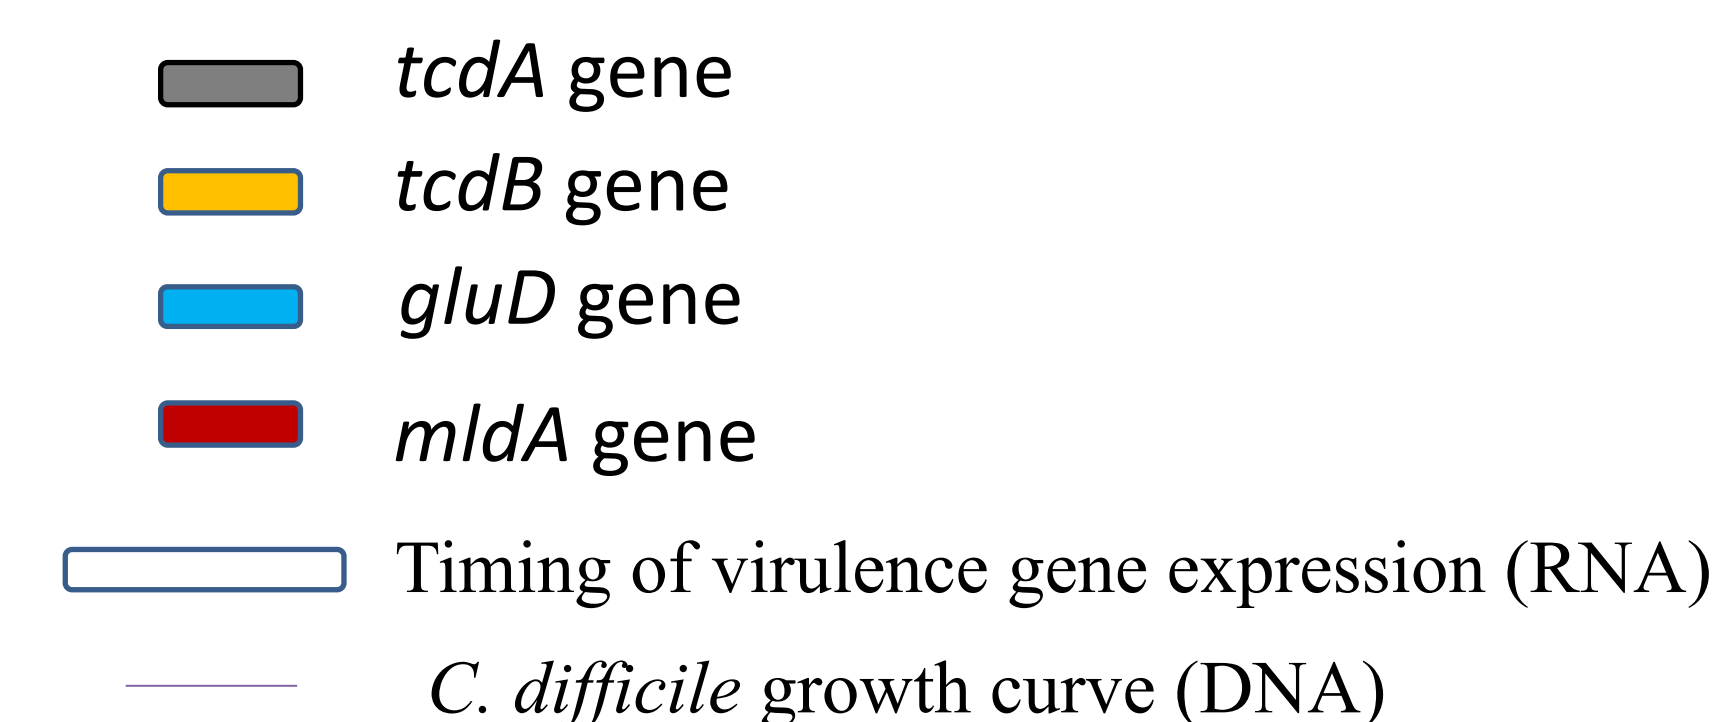 tcdA gene
tcdB gene
gluD gene
mldA gene
Timing of virulence gene expression (RNA)
C. difficile growth curve (DNA)